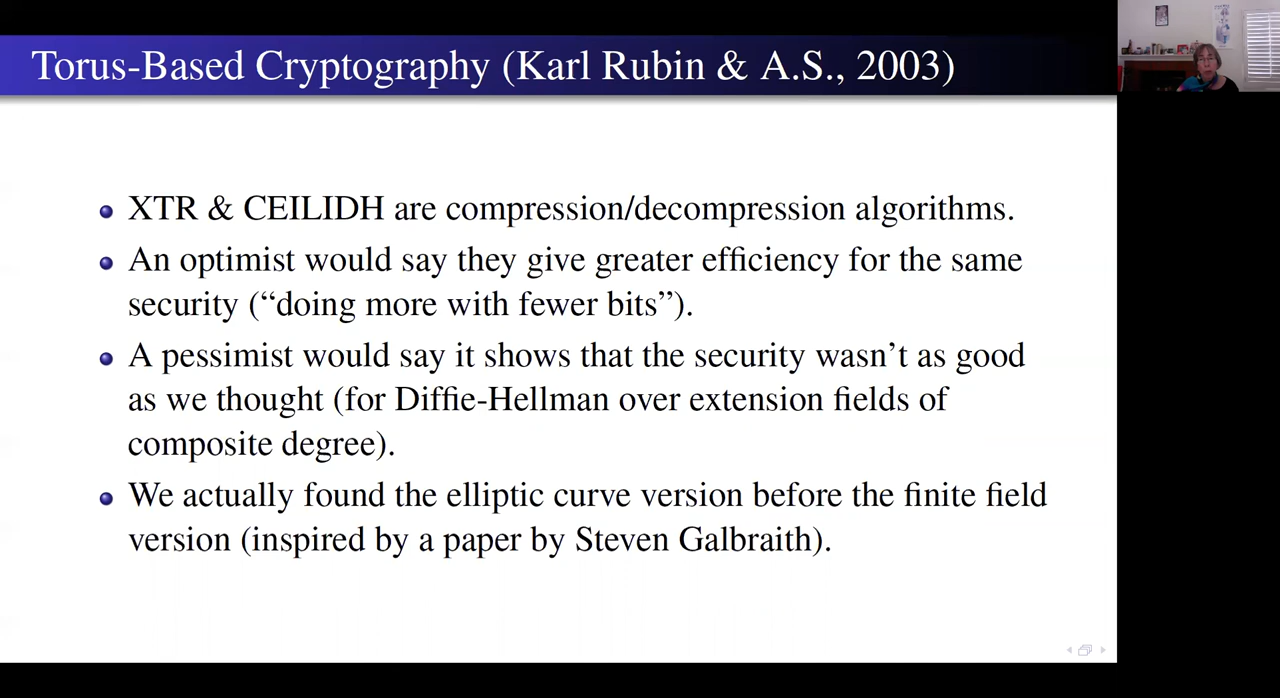 Torus-Based Cryptography (Karl Rubin & A.S., 2003)
XTR & CEILIDH are compression/decompression algorithms.
An optimist would say they give greater efficiency for the same
security (“doing more with fewer bits”).
A pessimist would say it shows that the security wasn’t as good
as we thought (for Diffie-Hellman over extension fields of
composite degree).
We actually found the elliptic curve version before the finite field
version (inspired by a paper by Steven Galbraith).